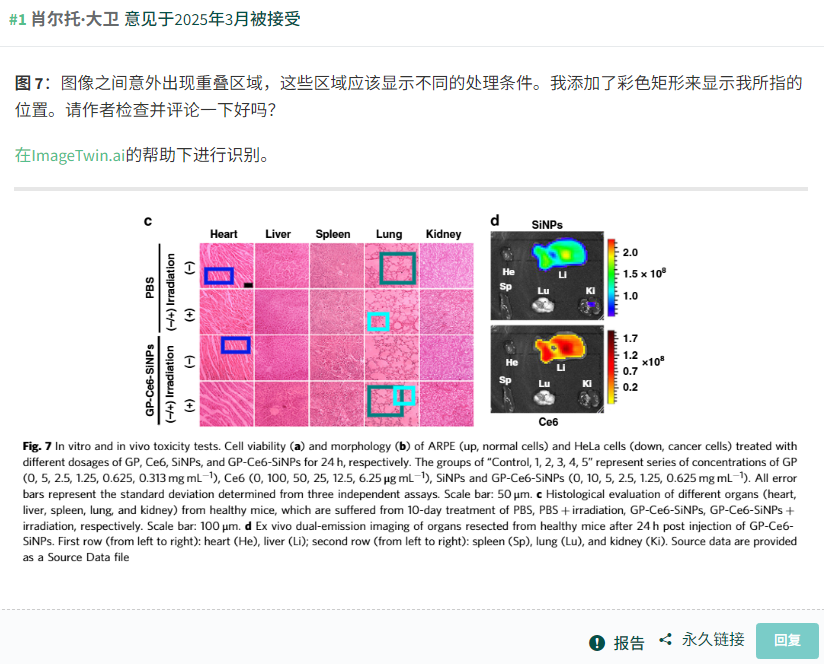 #1 肖尔托·大卫 意见于2025年3月被接受
图 7：图像之间意外出现重叠区域，这些区域应该显示不同的处理条件。我添加了彩色矩形来显示我所指的
位置。请作者检查并评论一下好吗？
在ImageTwin.ai的帮助下进行识别。
c
Heart Liver Spleen Lung Kidney
PBS
(−/+) Irradiation
(−)
(+)
GP-Ce6-SiNPs
(−/+) Irradiation
(−)
(+)
d
SiNPs
He
Li
Sp
Lu
Ki
2.0
1.5 x 10⁸
1.0
He
Li
Sp
Lu
Ki
1.7
1.2
×10⁸
0.7
0.2
Ce6
Fig. 7 In vitro and in vivo toxicity tests. Cell viability (a) and morphology (b) of ARPE (up, normal cells) and HeLa cells (down, cancer cells) treated with
different dosages of GP, Ce6, SiNPs, and GP-Ce6-SiNPs for 24 h, respectively. The groups of “Control, 1, 2, 3, 4, 5” represent series of concentrations of GP
(0, 5, 2.5, 1.25, 0.625, 0.313 mg mL⁻¹), Ce6 (0, 100, 50, 25, 12.5, 6.25 µg mL⁻¹), SiNPs and GP-Ce6-SiNPs (0, 10, 5, 2.5, 1.25, 0.625 mg mL⁻¹). All error
bars represent the standard deviation determined from three independent assays. Scale bar: 50 µm. c Histological evaluation of different organs (heart,
liver, spleen, lung, and kidney) from healthy mice, which are suffered from 10-day treatment of PBS, PBS + irradiation, GP-Ce6-SiNPs, GP-Ce6-SiNPs +
irradiation, respectively. Scale bar: 100 µm. d Ex vivo dual-emission imaging of organs resected from healthy mice after 24 h post injection of GP-Ce6-
SiNPs. First row (from left to right): heart (He), liver (Li); second row (from left to right): spleen (Sp), lung (Lu), and kidney (Ki). Source data are provided
as a Source Data file
报告 永久链接 回复